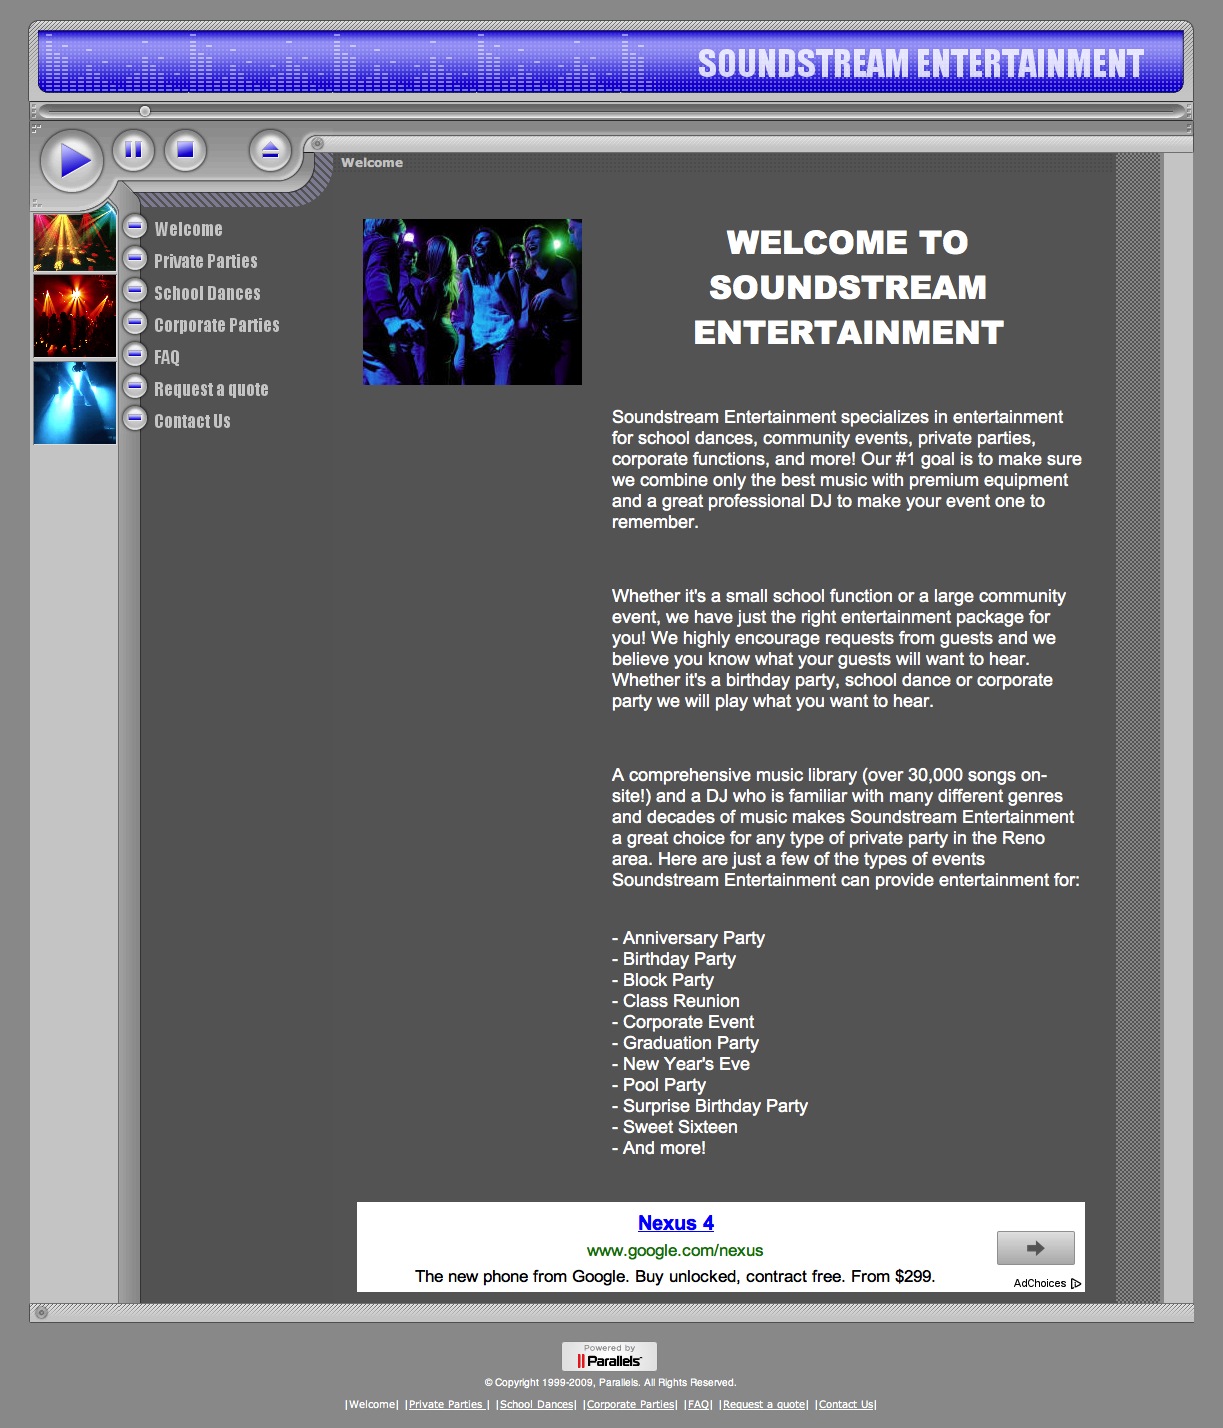 SOUNDSTREAM ENTERTAINMENT
Welcome
Welcome
Private Parties
School Dances
Corporate Parties
FAQ
Request a quote
Contact Us
WELCOME TO
SOUNDSTREAM
ENTERTAINMENT
Soundstream Entertainment specializes in entertainment
for school dances, community events, private parties,
corporate functions, and more! Our #1 goal is to make sure
we combine only the best music with premium equipment
and a great professional DJ to make your event one to
remember.
Whether it's a small school function or a large community
event, we have just the right entertainment package for
you! We highly encourage requests from guests and we
believe you know what your guests will want to hear.
Whether it's a birthday party, school dance or corporate
party we will play what you want to hear.
A comprehensive music library (over 30,000 songs on-
site!) and a DJ who is familiar with many different genres
and decades of music makes Soundstream Entertainment
a great choice for any type of private party in the Reno
area. Here are just a few of the types of events
Soundstream Entertainment can provide entertainment for:
- Anniversary Party
- Birthday Party
- Block Party
- Class Reunion
- Corporate Event
- Graduation Party
- New Year's Eve
- Pool Party
- Surprise Birthday Party
- Sweet Sixteen
- And more!
Nexus 4
www.google.com/nexus
The new phone from Google. Buy unlocked, contract free. From $299.
AdChoices
Powered by
Parallels™
© Copyright 1999-2009, Parallels. All Rights Reserved.
|Welcome| |Private Parties | |School Dances| |Corporate Parties| |FAQ| |Request a quote| |Contact Us|